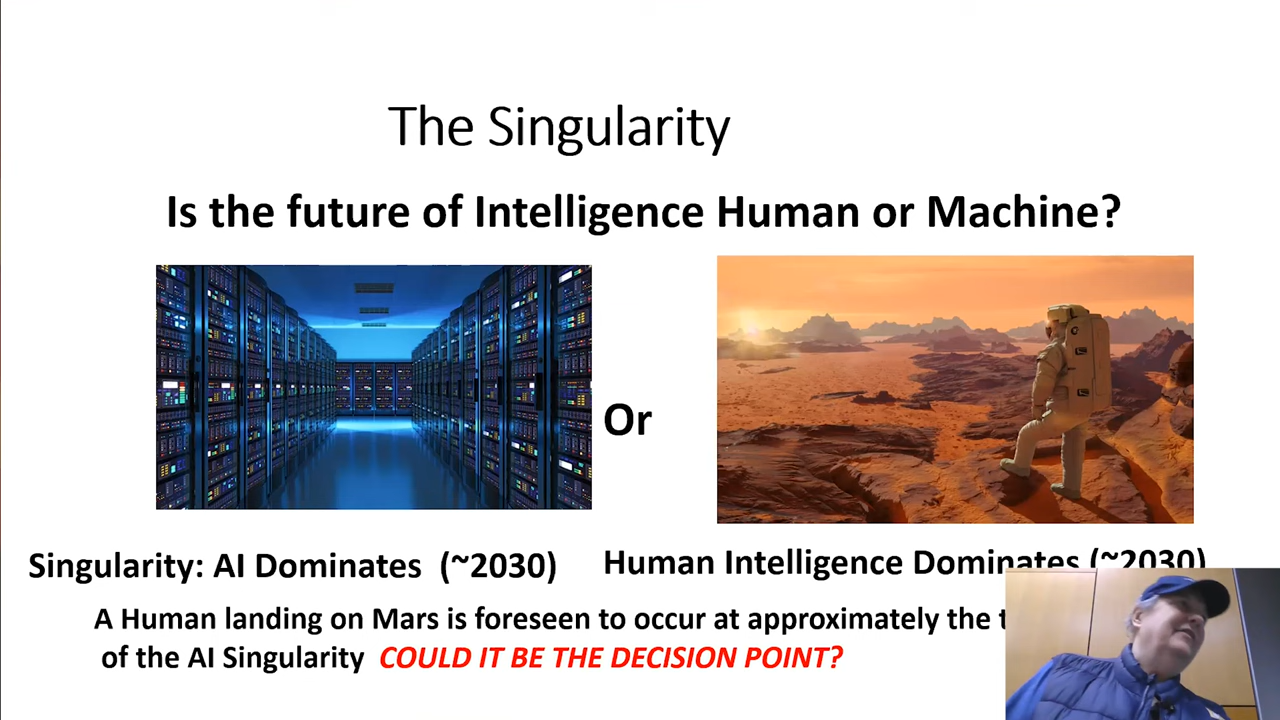 The Singularity
Is the future of Intelligence Human or Machine?
Or
Singularity: AI Dominates (~2030)
Human Intelligence Dominates (~2030)
A Human landing on Mars is foreseen to occur at approximately the
of the AI Singularity COULD IT BE THE DECISION POINT?